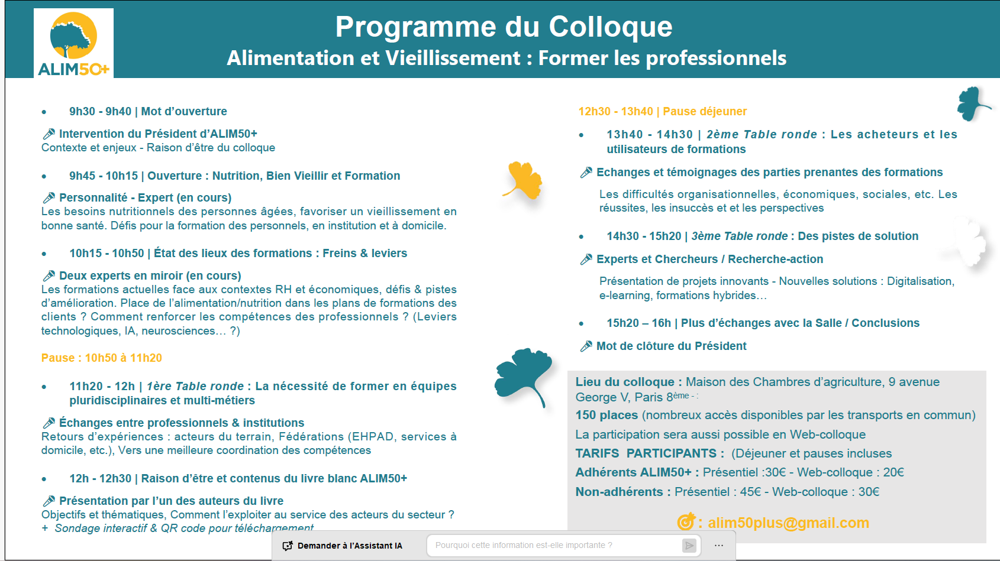 Programme du Colloque
Alimentation et Vieillissement : Former les professionnels
ALIM50+
• 9h30 - 9h40 | Mot d’ouverture
Intervention du Président d’ALIM50+
Contexte et enjeux - Raison d’être du colloque
• 9h45 - 10h15 | Ouverture : Nutrition, Bien Vieillir et Formation
Personnalité - Expert (en cours)
Les besoins nutritionnels des personnes âgées, favoriser un vieillissement en
bonne santé. Défis pour la formation des personnels, en institution et à domicile.
• 10h15 - 10h50 | État des lieux des formations : Freins & leviers
Deux experts en miroir (en cours)
Les formations actuelles face aux contextes RH et économiques, défis & pistes
d’amélioration. Place de l’alimentation/nutrition dans les plans de formations des
clients ? Comment renforcer les compétences des professionnels ? (Leviers
technologiques, IA, neurosciences… ?)
Pause : 10h50 à 11h20
• 11h20 - 12h | 1ère Table ronde : La nécessité de former en équipes
pluridisciplinaires et multi-métiers
Échanges entre professionnels & institutions
Retours d’expériences : acteurs du terrain, Fédérations (EHPAD, services à
domicile, etc.), Vers une meilleure coordination des compétences
• 12h - 12h30 | Raison d’être et contenus du livre blanc ALIM50+
Présentation par l’un des auteurs du livre
Objectifs et thématiques, Comment l’exploiter au service des acteurs du secteur ?
+ Sondage interactif & QR code pour téléchargement
12h30 - 13h40 | Pause déjeuner
• 13h40 - 14h30 | 2ème Table ronde : Les acheteurs et les
utilisateurs de formations
Echanges et témoignages des parties prenantes des formations
Les difficultés organisationnelles, économiques, sociales, etc. Les
réussites, les insuccès et et les perspectives
• 14h30 - 15h20 | 3ème Table ronde : Des pistes de solution
Experts et Chercheurs / Recherche-action
Présentation de projets innovants - Nouvelles solutions : Digitalisation,
e-learning, formations hybrides…
• 15h20 – 16h | Plus d’échanges avec la Salle / Conclusions
Mot de clôture du Président
Lieu du colloque : Maison des Chambres d’agriculture, 9 avenue
George V, Paris 8ème - :
150 places (nombreux accès disponibles par les transports en commun)
La participation sera aussi possible en Web-colloque
TARIFS PARTICIPANTS : (Déjeuner et pauses incluses
Adhérents ALIM50+ : Présentiel :30€ - Web-colloque : 20€
Non-adhérents : Présentiel : 45€ - Web-colloque : 30€
: alim50plus@gmail.com
Demander à l’Assistant IA
Pourquoi cette information est-elle importante ?